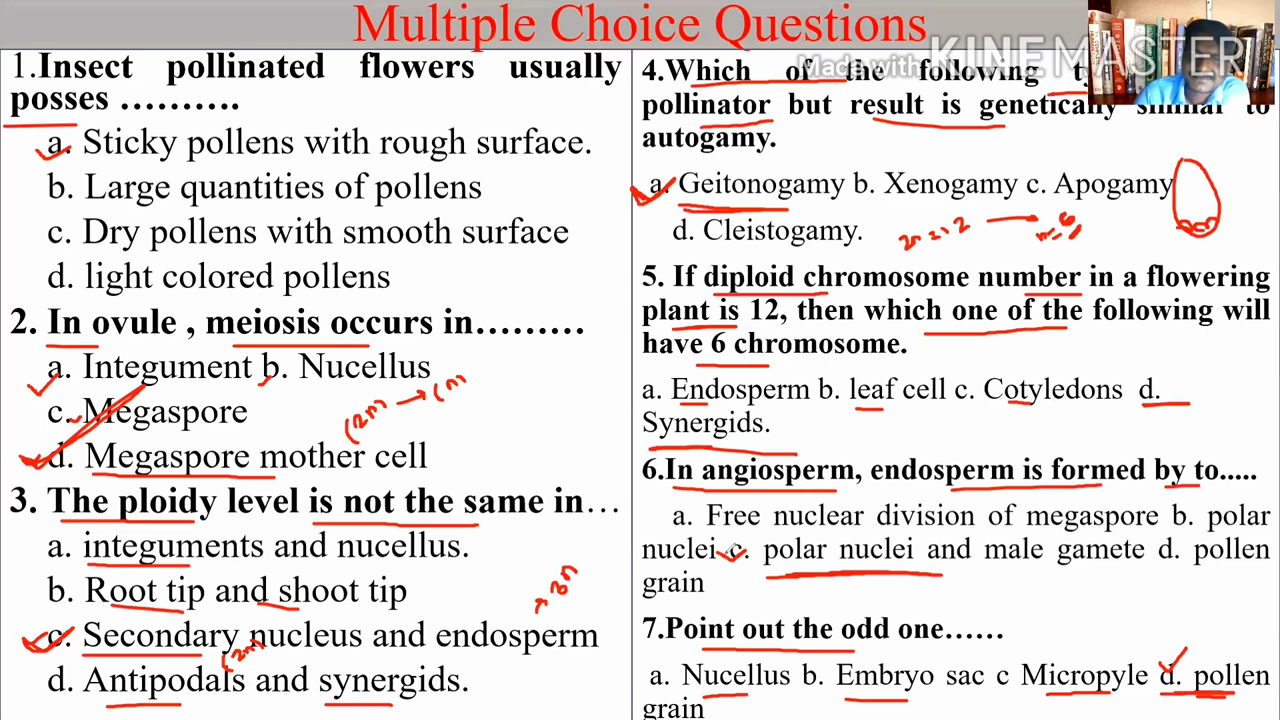 Multiple Choice Questions
Made with KINEMASTER
1.Insect pollinated flowers usually
posses ……….
a. Sticky pollens with rough surface.
b. Large quantities of pollens
c. Dry pollens with smooth surface
d. light colored pollens
2. In ovule , meiosis occurs in………
a. Integument b. Nucellus
c. Megaspore
(2n) → (n)
d. Megaspore mother cell
3. The ploidy level is not the same in…
a. integuments and nucellus.
b. Root tip and shoot tip
→ 3n
c. Secondary nucleus and endosperm
(2n)
d. Antipodals and synergids.
4.Which of the following
pollinator but result is genetically similar to
autogamy.
a. Geitonogamy b. Xenogamy c. Apogamy
d. Cleistogamy.
5. If diploid chromosome number in a flowering
plant is 12, then which one of the following will
have 6 chromosome.
a. Endosperm b. leaf cell c. Cotyledons d.
Synergids.
6.In angiosperm, endosperm is formed by to.....
a. Free nuclear division of megaspore b. polar
nuclei c. polar nuclei and male gamete d. pollen
grain
7.Point out the odd one……
a. Nucellus b. Embryo sac c Micropyle d. pollen
grain